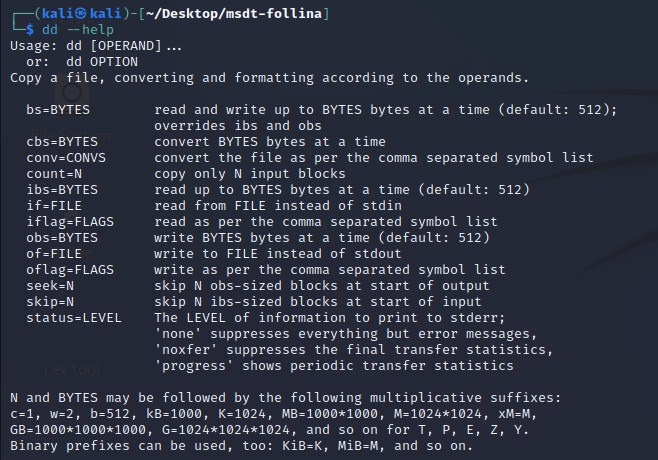 ┌──(kali㉿kali)-[~/Desktop/msdt-follina]
└─$ dd --help
Usage: dd [OPERAND]...
  or:  dd OPTION
Copy a file, converting and formatting according to the operands.

  bs=BYTES        read and write up to BYTES bytes at a time (default: 512);
                  overrides ibs and obs
  cbs=BYTES       convert BYTES bytes at a time
  conv=CONVS      convert the file as per the comma separated symbol list
  count=N         copy only N input blocks
  ibs=BYTES       read up to BYTES bytes at a time (default: 512)
  if=FILE         read from FILE instead of stdin
  iflag=FLAGS     read as per the comma separated symbol list
  obs=BYTES       write BYTES bytes at a time (default: 512)
  of=FILE         write to FILE instead of stdout
  oflag=FLAGS     write as per the comma separated symbol list
  seek=N          skip N obs-sized blocks at start of output
  skip=N          skip N ibs-sized blocks at start of input
  status=LEVEL    The LEVEL of information to print to stderr;
                  'none' suppresses everything but error messages,
                  'noxfer' suppresses the final transfer statistics,
                  'progress' shows periodic transfer statistics

N and BYTES may be followed by the following multiplicative suffixes:
c=1, w=2, b=512, kB=1000, K=1024, MB=1000*1000, M=1024*1024, xM=M,
GB=1000*1000*1000, G=1024*1024*1024, and so on for T, P, E, Z, Y.
Binary prefixes can be used, too: KiB=K, MiB=M, and so on.